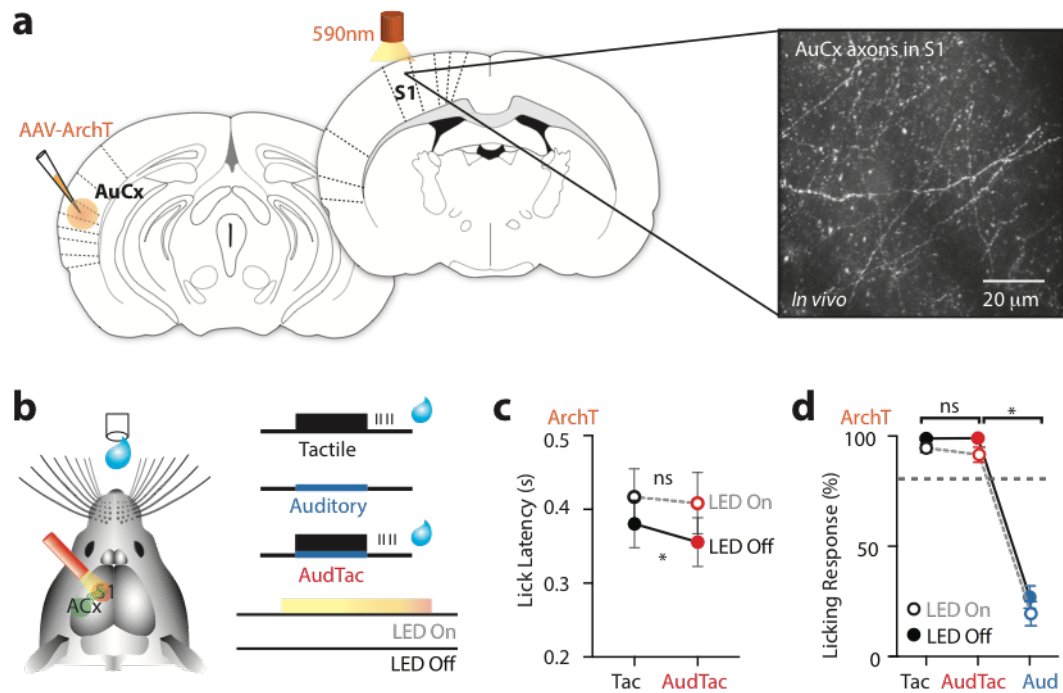 a
590nm
S1
AAV-ArchT
AuCx
AuCx axons in S1
In vivo
20 μm
b
S1
ACx
Tactile
Auditory
AudTac
LED On
LED Off
c
ArchT
Lick Latency (s)
0.5
0.4
0.3
0.2
ns
*
LED On
LED Off
Tac
AudTac
d
ArchT
Licking Response (%)
100
50
0
ns
*
LED On
LED Off
Tac
AudTac
Aud